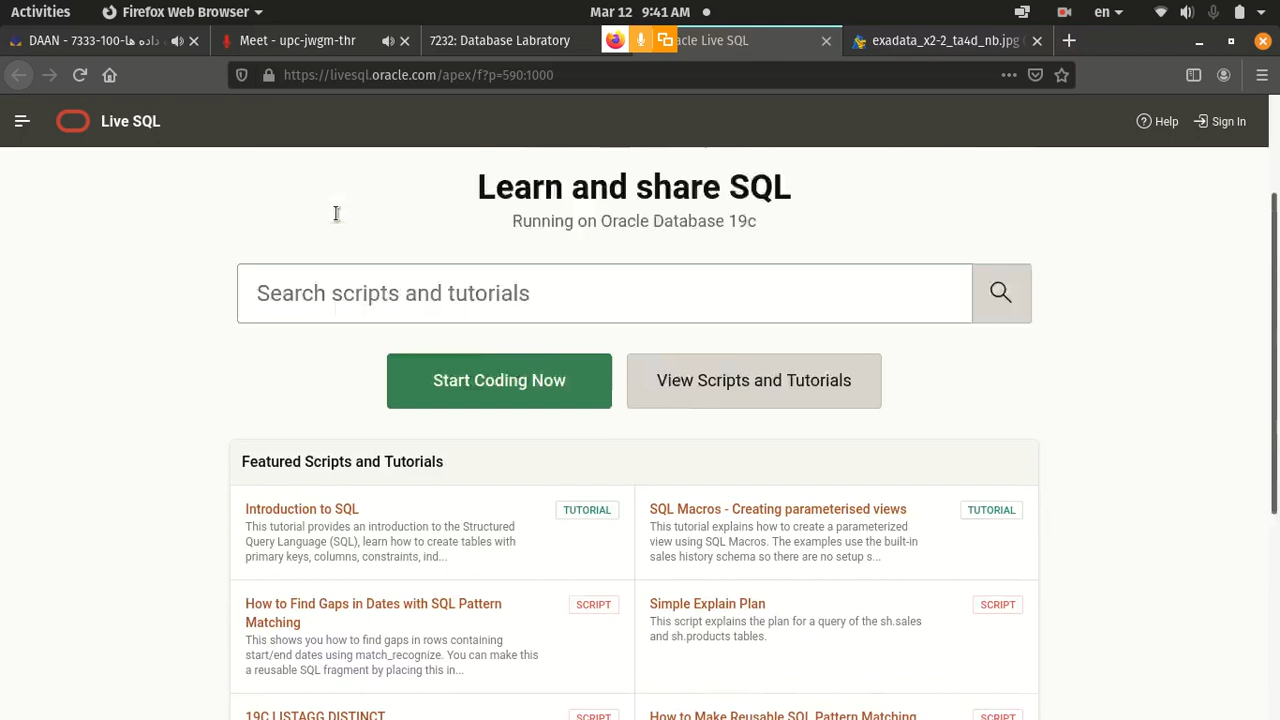 Activities
Firefox Web Browser
Mar 12 9:41 AM
en
DAAN - 7333-100-داده ها
Meet - upc-jwgm-thr
7232: Database Labratory
acle Live SQL
exadata_x2-2_ta4d_nb.jpg (
https://livesql.oracle.com/apex/f?p=590:1000
Live SQL
Help
Sign In
Learn and share SQL
Running on Oracle Database 19c
Search scripts and tutorials
Start Coding Now
View Scripts and Tutorials
Featured Scripts and Tutorials
Introduction to SQL
TUTORIAL
This tutorial provides an introduction to the Structured
Query Language (SQL), learn how to create tables with
primary keys, columns, constraints, ind...
SQL Macros - Creating parameterised views
TUTORIAL
This tutorial explains how to create a parameterized
view using SQL Macros. The examples use the built-in
sales history schema so there are no setup s...
How to Find Gaps in Dates with SQL Pattern
Matching
SCRIPT
This shows you how to find gaps in rows containing
start/end dates using match_recognize. You can make this
a reusable SQL fragment by placing this in...
Simple Explain Plan
SCRIPT
This script explains the plan for a query of the sh.sales
and sh.products tables.
19C LISTAGG DISTINCT
SCRIPT
How to Make Reusable SQL Pattern Matching
SCRIPT